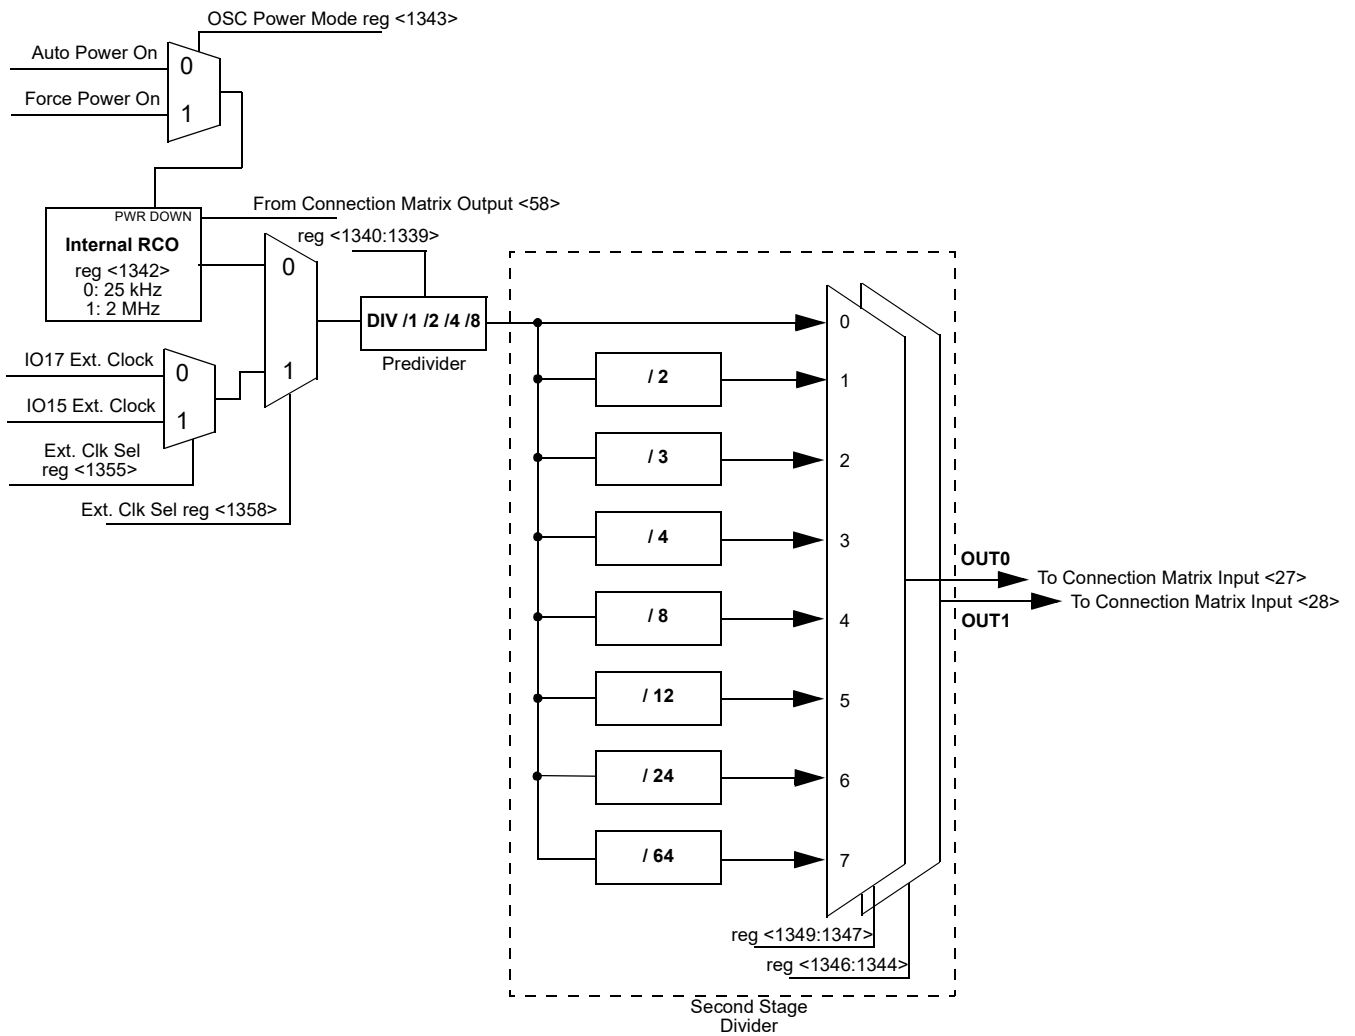 OSC Power Mode reg <1343>
Auto Power On
0
Force Power On
1
PWR DOWN
From Connection Matrix Output <58>
Internal RCO
reg <1342>
0: 25 kHz
1: 2 MHz
reg <1340:1339>
0
DIV /1 /2 /4 /8
Predivider
IO17 Ext. Clock
0
1
IO15 Ext. Clock
1
Ext. Clk Sel
reg <1355>
Ext. Clk Sel reg <1358>
0
/ 2
1
/ 3
2
/ 4
3
/ 8
4
/ 12
5
/ 24
6
/ 64
7
OUT0
To Connection Matrix Input <27>
To Connection Matrix Input <28>
OUT1
reg <1349:1347>
reg <1346:1344>
Second Stage
Divider